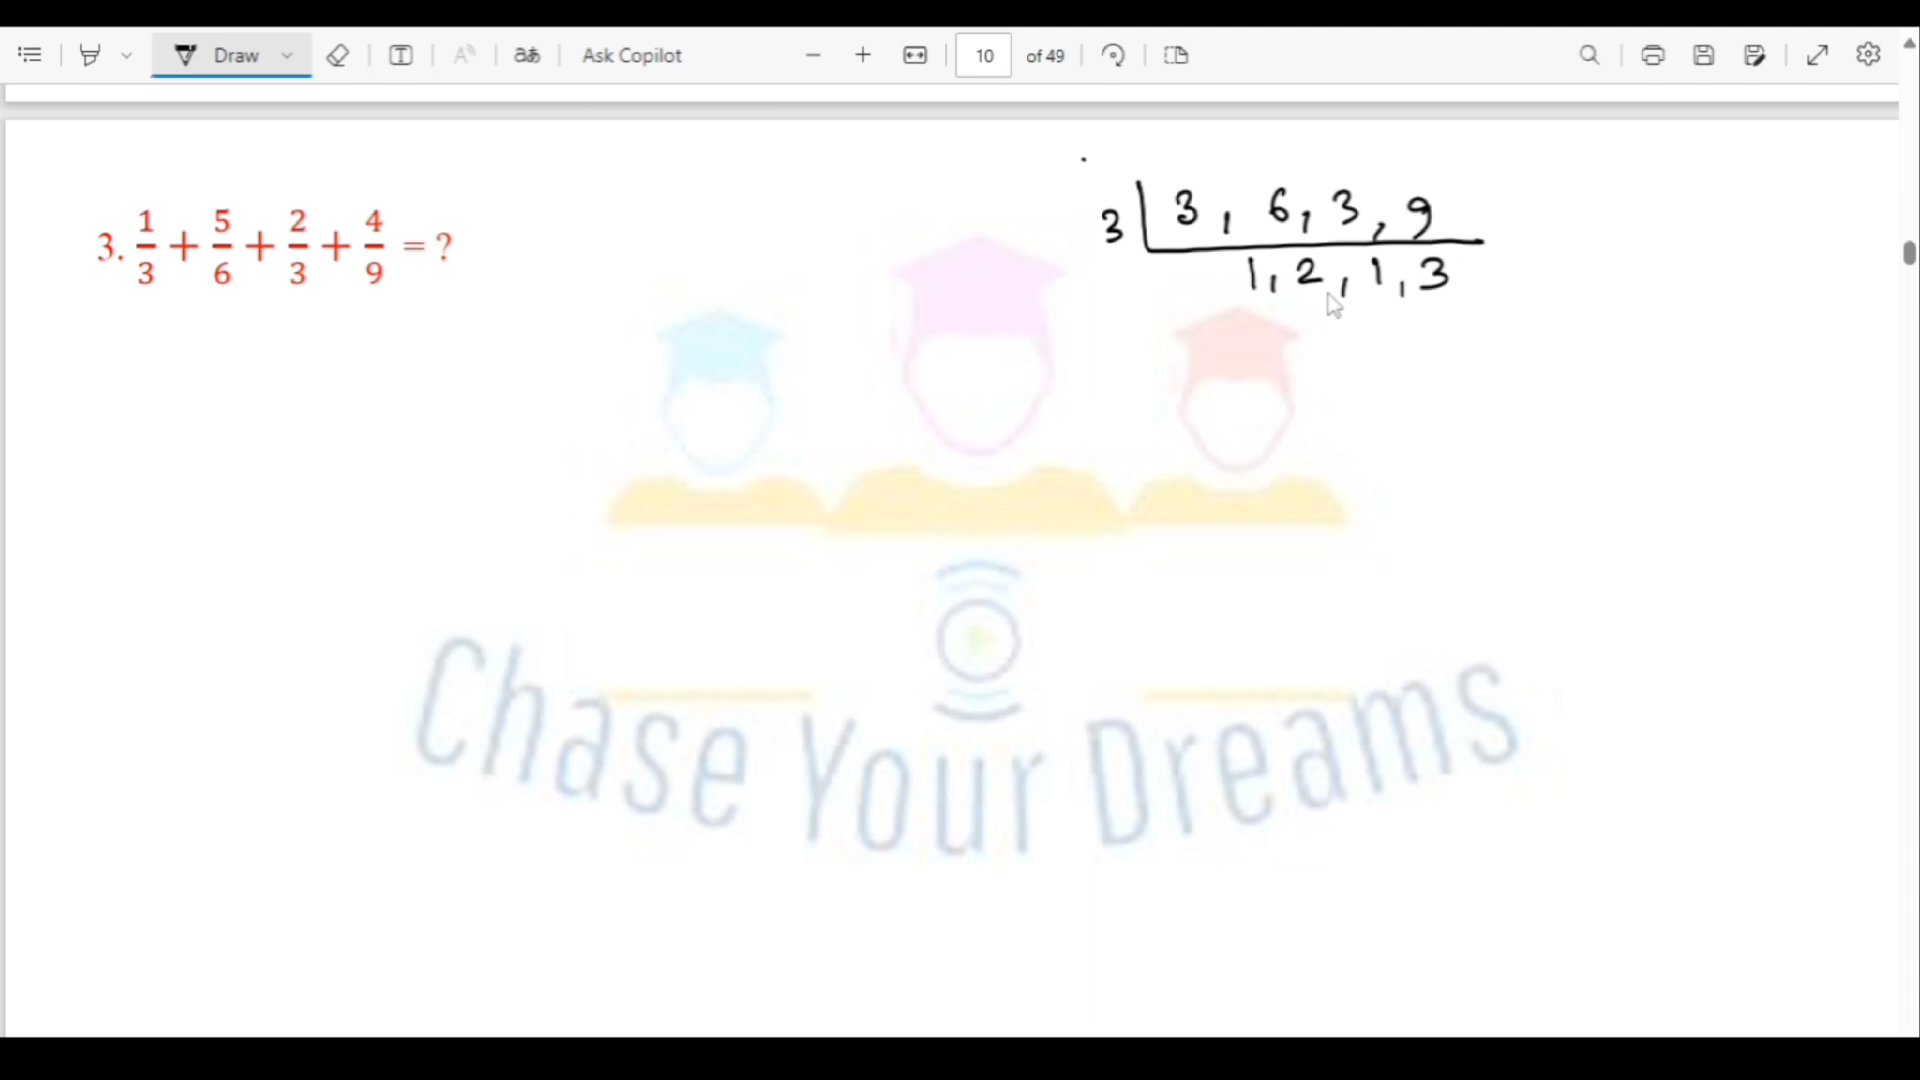 Draw Ask Copilot 10 of 49
3. 1/3 + 5/6 + 2/3 + 4/9 = ?
3 | 3, 6, 3, 9
1, 2, 1, 3
Chase Your Dreams